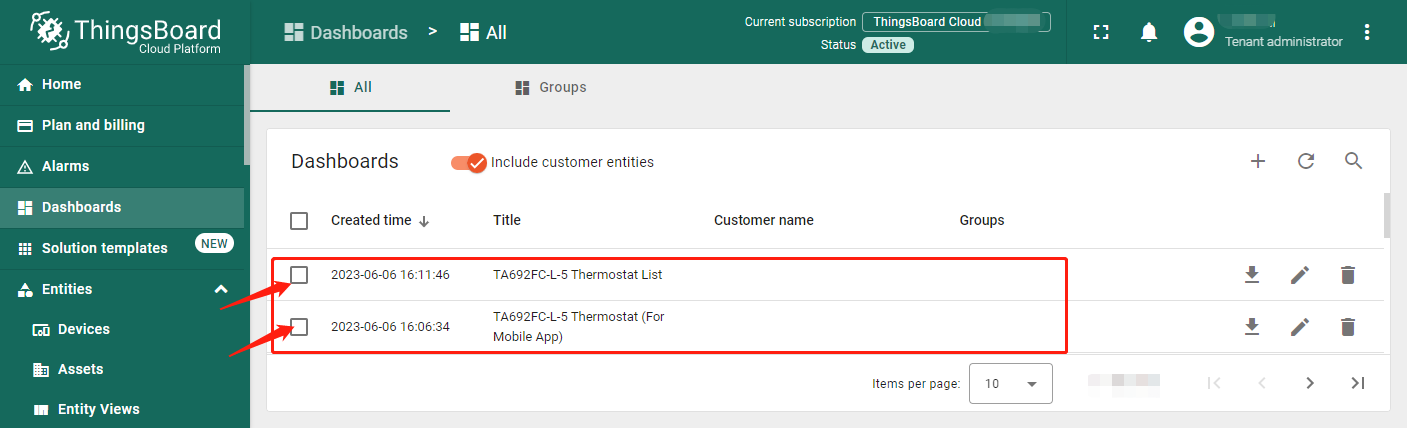 ThingsBoard
Cloud Platform
Dashboards > All
Current subscription ThingsBoard Cloud
Status Active
Tenant administrator
Home
Plan and billing
Alarms
Dashboards
Solution templates NEW
Entities
Devices
Assets
Entity Views
All Groups
Dashboards Include customer entities
Created time Title Customer name Groups
2023-06-06 16:11:46 TA692FC-L-5 Thermostat List
2023-06-06 16:06:34 TA692FC-L-5 Thermostat (For
Mobile App)
Items per page: 10